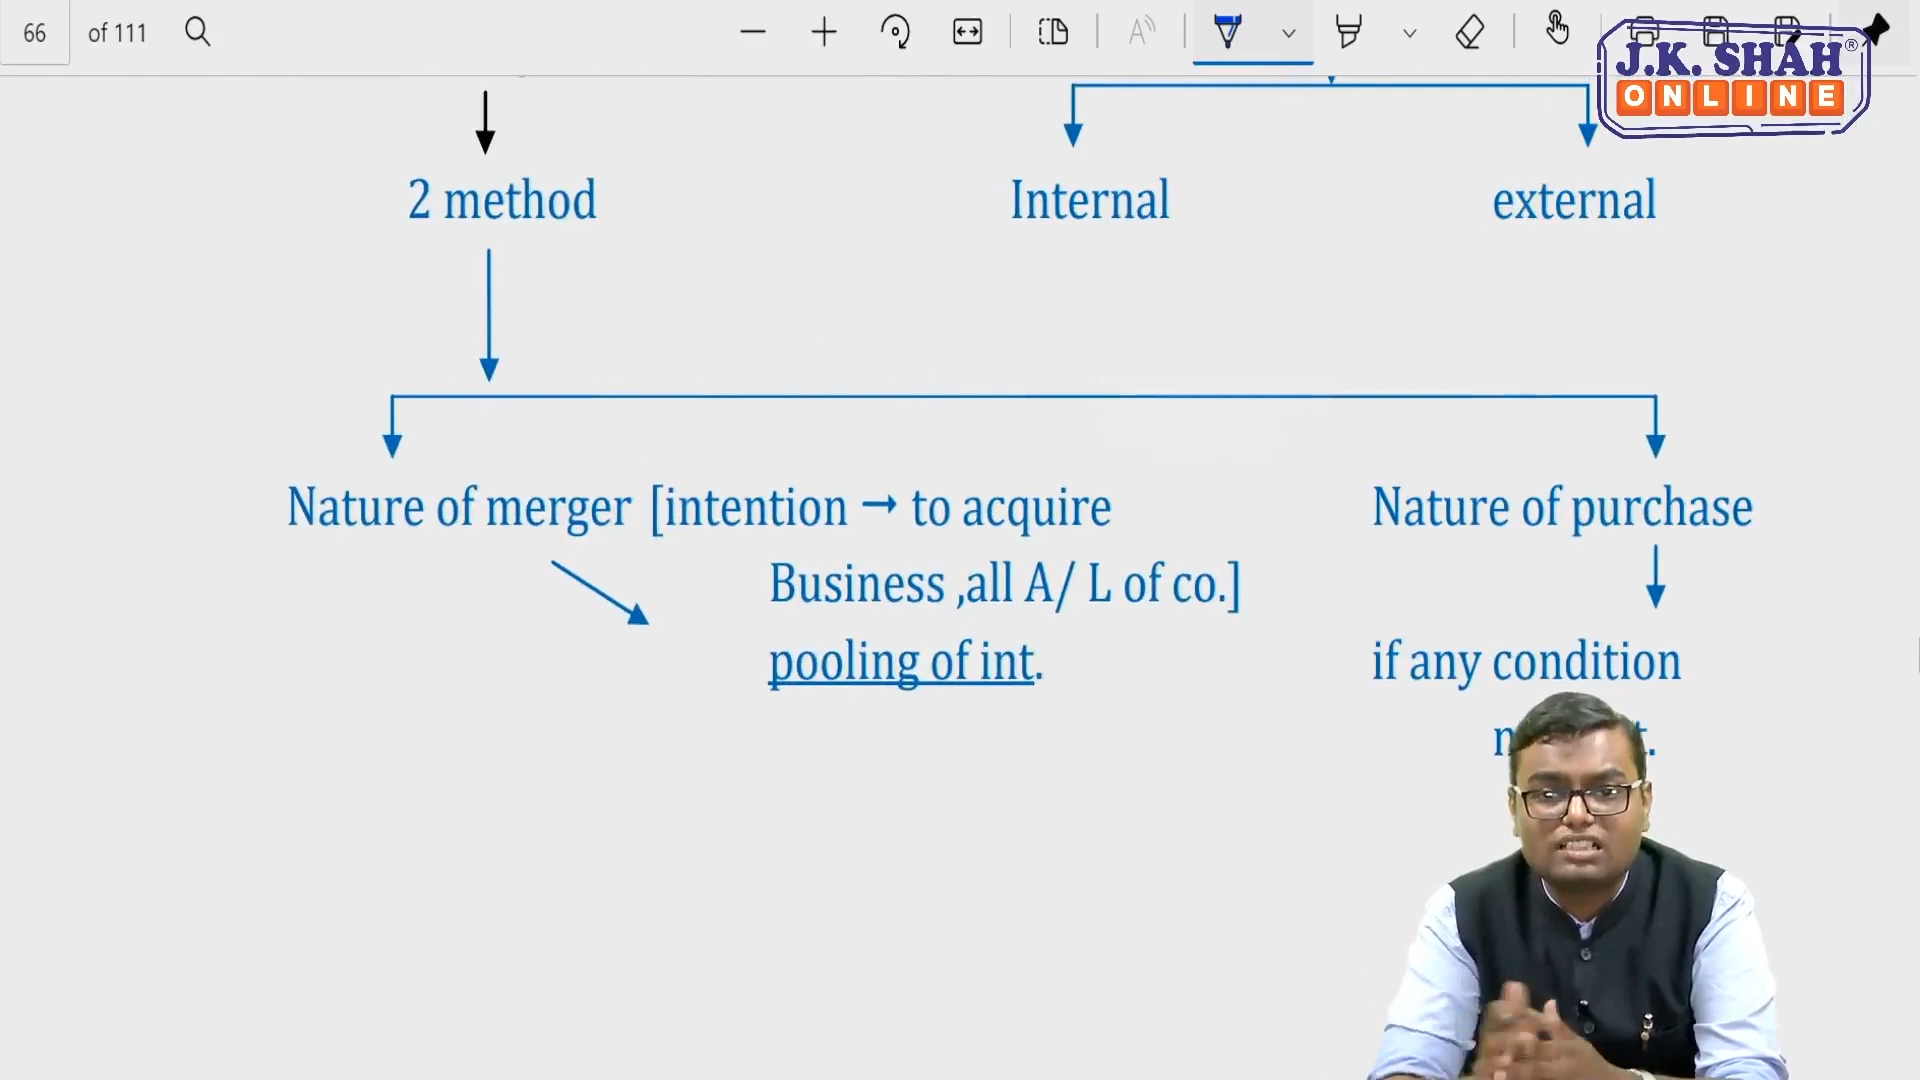 66 of 111
J.K. SHAH®
ONLINE
2 method
Internal
external
Nature of merger [intention → to acquire
Business ,all A/ L of co.]
pooling of int.
Nature of purchase
if any condition